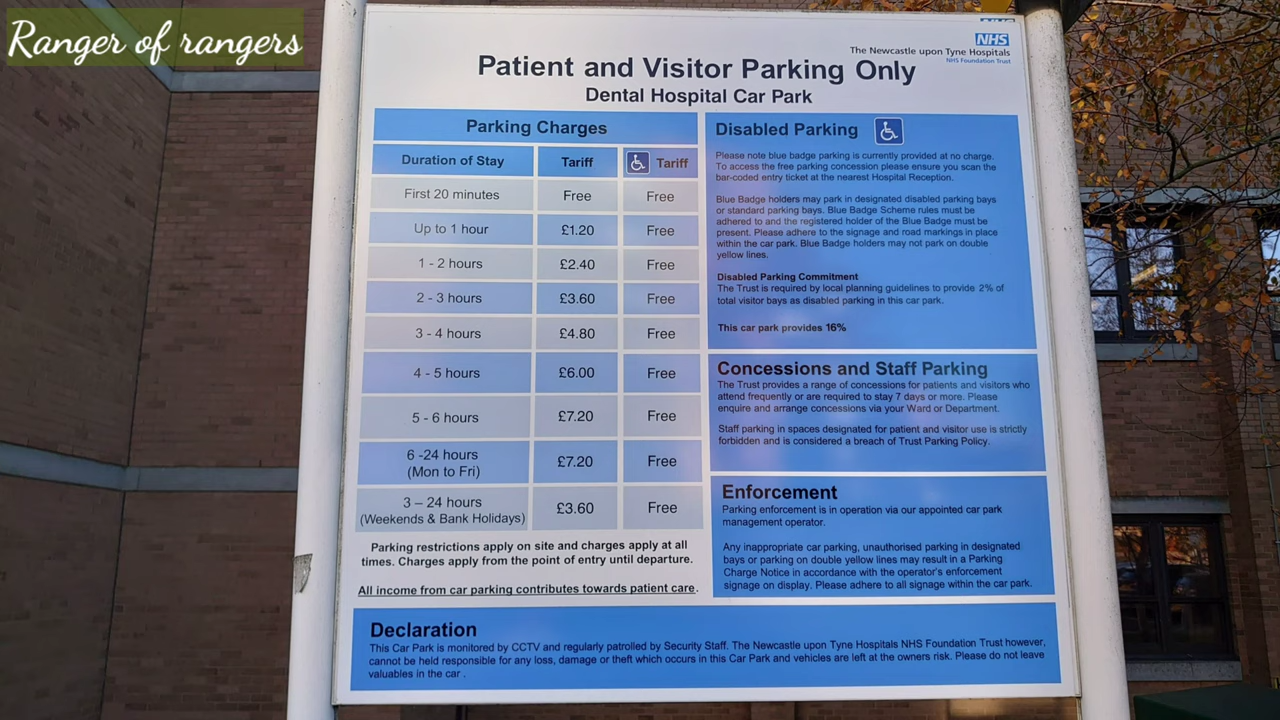 Ranger of rangers
NHS
The Newcastle upon Tyne Hospitals
NHS Foundation Trust
Patient and Visitor Parking Only
Dental Hospital Car Park
Parking Charges
Duration of Stay Tariff Tariff
First 20 minutes Free Free
Up to 1 hour £1.20 Free
1 - 2 hours £2.40 Free
2 - 3 hours £3.60 Free
3 - 4 hours £4.80 Free
4 - 5 hours £6.00 Free
5 - 6 hours £7.20 Free
6 -24 hours
(Mon to Fri) £7.20 Free
3 – 24 hours
(Weekends & Bank Holidays) £3.60 Free
Parking restrictions apply on site and charges apply at all
times. Charges apply from the point of entry until departure.
All income from car parking contributes towards patient care.
Disabled Parking
Please note blue badge parking is currently provided at no charge.
To access the free parking concession please ensure you scan the
bar-coded entry ticket at the nearest Hospital Reception.
Blue Badge holders may park in designated disabled parking bays
or standard parking bays. Blue Badge Scheme rules must be
adhered to and the registered holder of the Blue Badge must be
present. Please adhere to the signage and road markings in place
within the car park. Blue Badge holders may not park on double
yellow lines.
Disabled Parking Commitment
The Trust is required by local planning guidelines to provide 2% of
total visitor bays as disabled parking in this car park.
This car park provides 16%
Concessions and Staff Parking
The Trust provides a range of concessions for patients and visitors who
attend frequently or are required to stay 7 days or more. Please
enquire and arrange concessions via your Ward or Department.
Staff parking in spaces designated for patient and visitor use is strictly
forbidden and is considered a breach of Trust Parking Policy.
Enforcement
Parking enforcement is in operation via our appointed car park
management operator.
Any inappropriate car parking, unauthorised parking in designated
bays or parking on double yellow lines may result in a Parking
Charge Notice in accordance with the operator's enforcement
signage on display. Please adhere to all signage within the car park.
Declaration
This Car Park is monitored by CCTV and regularly patrolled by Security Staff. The Newcastle upon Tyne Hospitals NHS Foundation Trust however,
cannot be held responsible for any loss, damage or theft which occurs in this Car Park and vehicles are left at the owners risk. Please do not leave
valuables in the car .